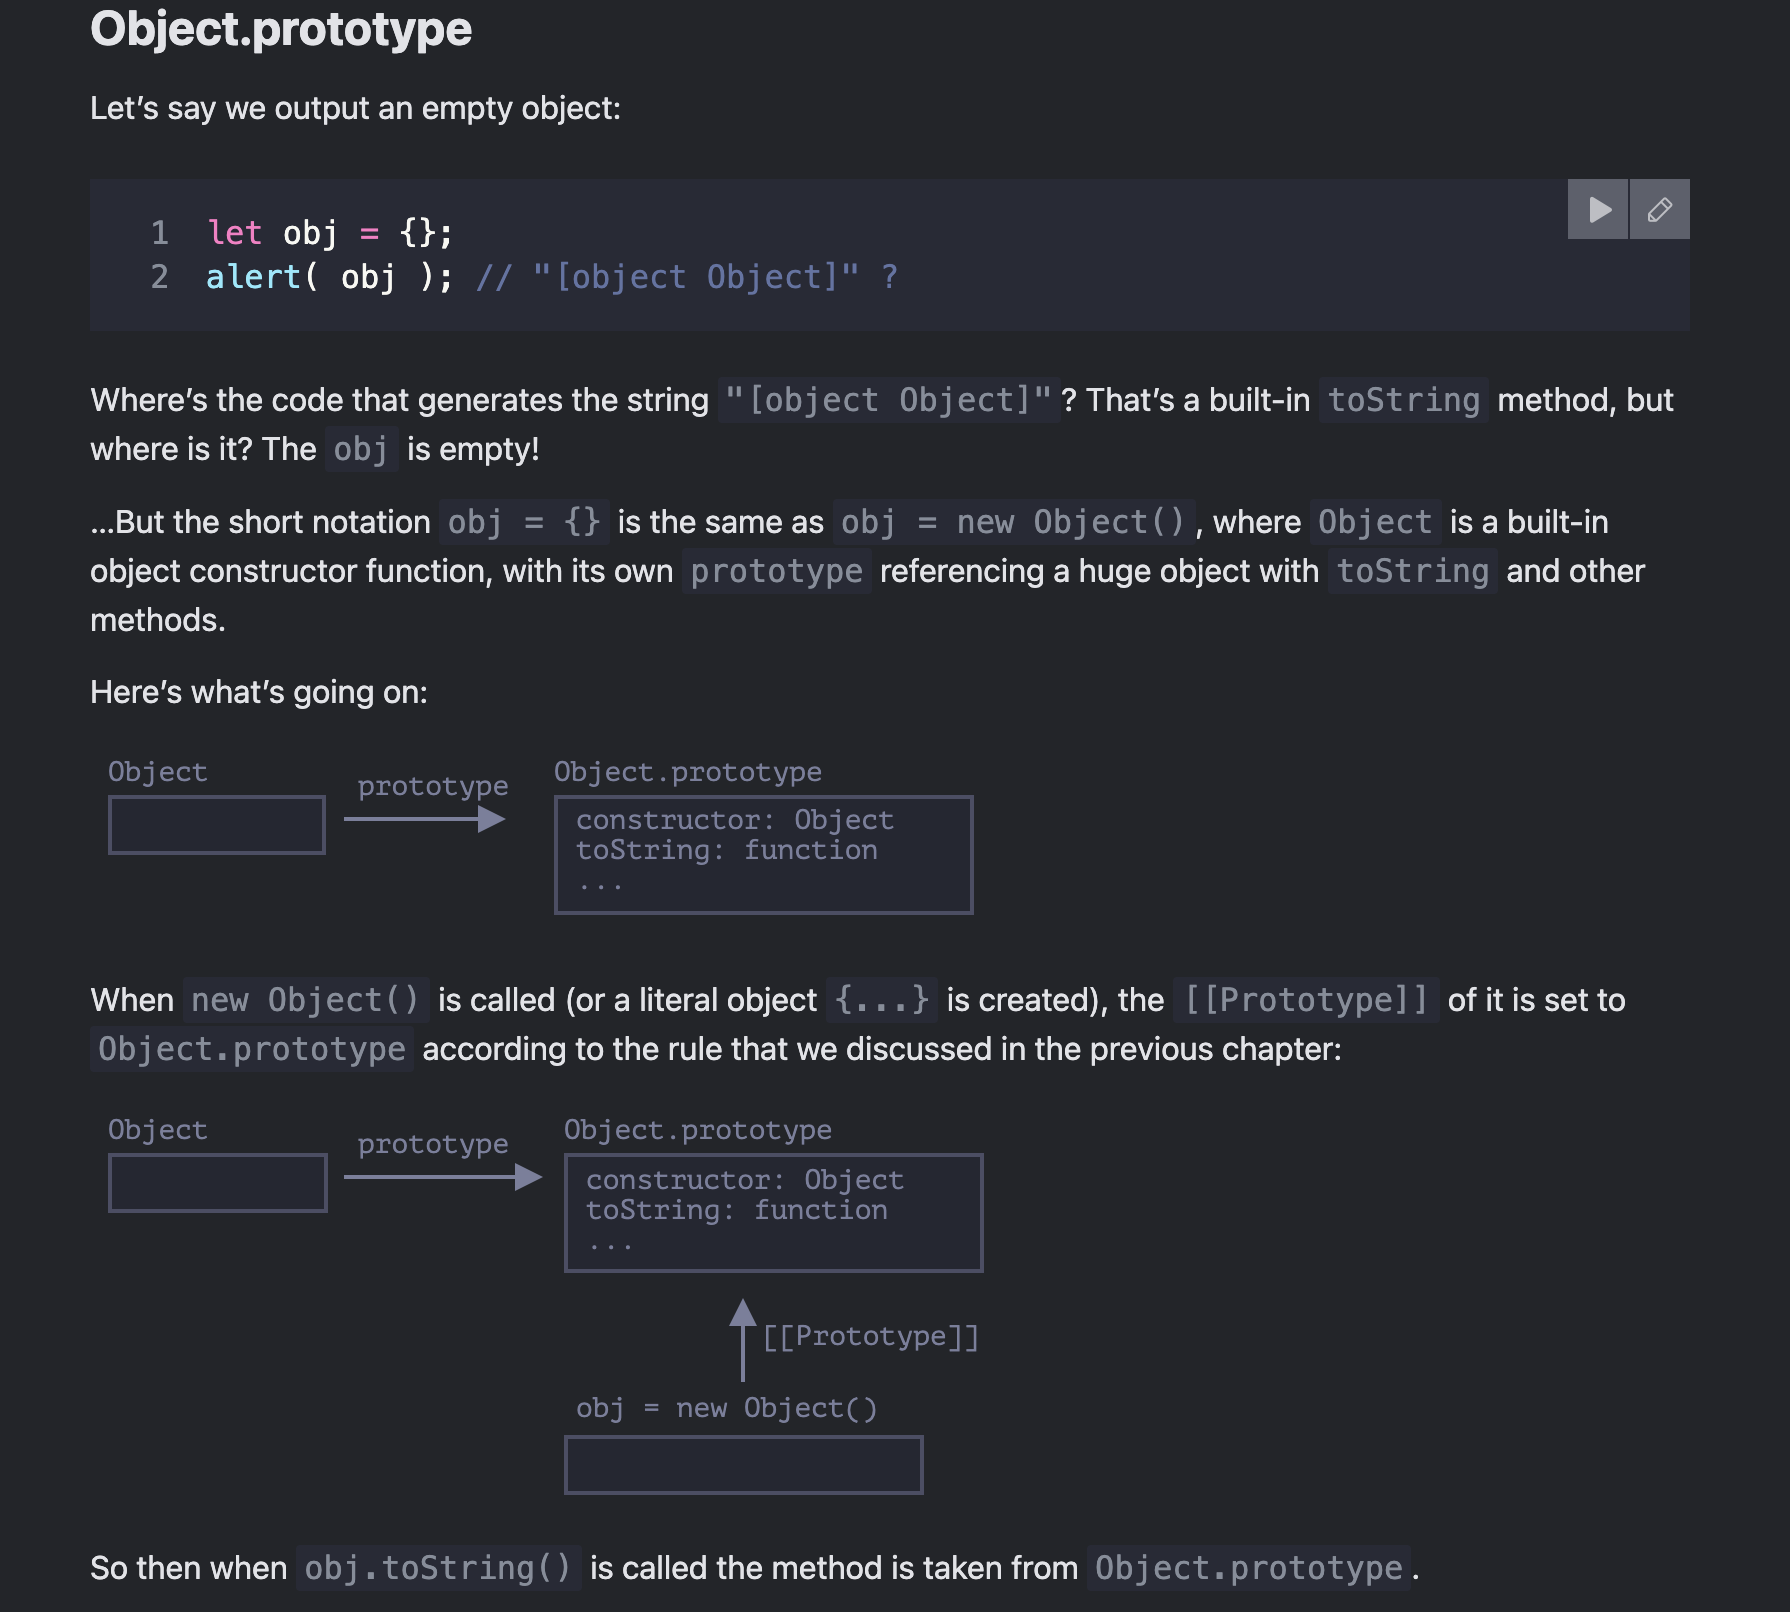 Object.prototype
Let’s say we output an empty object:
1 let obj = {};
2 alert( obj ); // "[object Object]" ?
Where’s the code that generates the string "[object Object]"? That’s a built-in toString method, but
where is it? The obj is empty!
…But the short notation obj = {} is the same as obj = new Object(), where Object is a built-in
object constructor function, with its own prototype referencing a huge object with toString and other
methods.
Here’s what’s going on:
Object
prototype
Object.prototype
constructor: Object
toString: function
...
When new Object() is called (or a literal object {...} is created), the [[Prototype]] of it is set to
Object.prototype according to the rule that we discussed in the previous chapter:
Object
prototype
Object.prototype
constructor: Object
toString: function
...
[[Prototype]]
obj = new Object()
So then when obj.toString() is called the method is taken from Object.prototype.